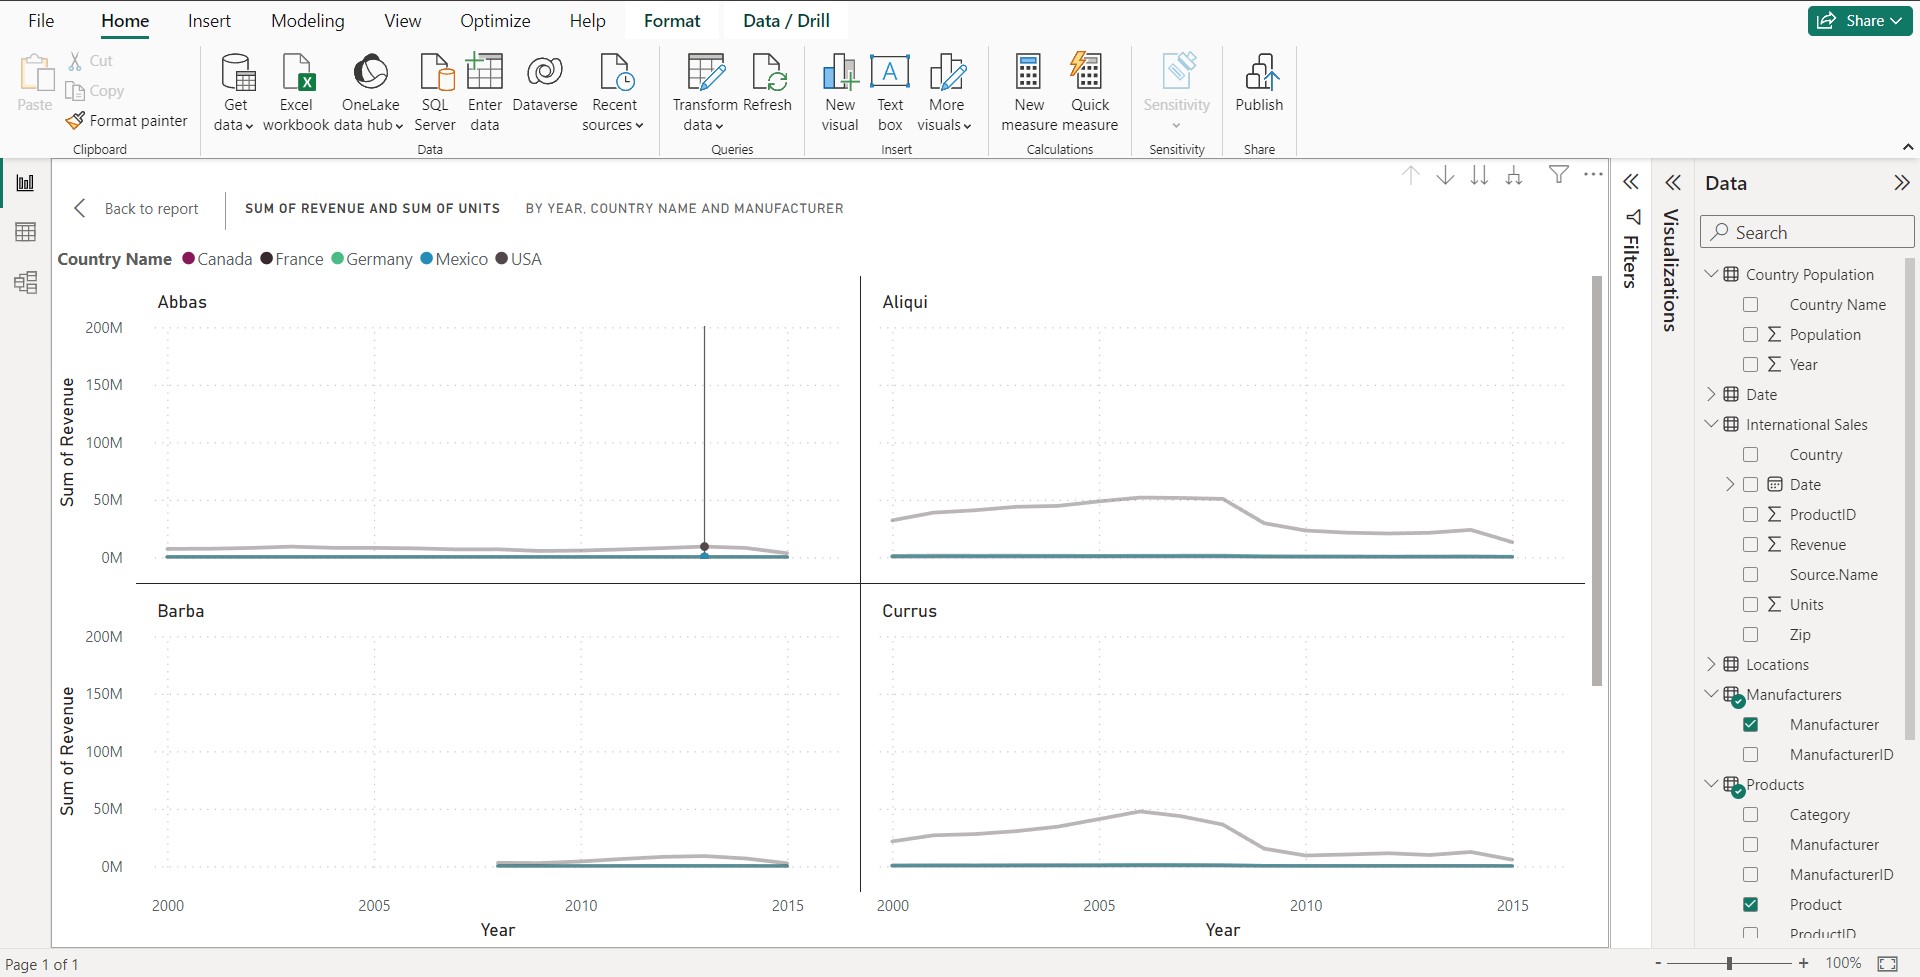 File Home Insert Modeling View Optimize Help Format Data / Drill Share
Paste
Cut
Copy
Format painter
Clipboard
Get data
Excel workbook
OneLake data hub
SQL Server
Enter data
Dataverse
Recent sources
Data
Transform data
Refresh
Queries
New visual
Text box
More visuals
Insert
New measure
Quick measure
Calculations
Sensitivity
Sensitivity
Publish
Share
Back to report
SUM OF REVENUE AND SUM OF UNITS BY YEAR, COUNTRY NAME AND MANUFACTURER
Country Name Canada France Germany Mexico USA
Abbas
Sum of Revenue
200M
150M
100M
50M
0M
Aliqui
Barba
Sum of Revenue
200M
150M
100M
50M
0M
Currus
2000 2005 2010 2015
Year
2000 2005 2010 2015
Year
Filters
Visualizations
Data
Search
Country Population
Country Name
Population
Year
Date
International Sales
Country
Date
ProductID
Revenue
Source.Name
Units
Zip
Locations
Manufacturers
Manufacturer
ManufacturerID
Products
Category
Manufacturer
ManufacturerID
Product
ProductID
Page 1 of 1
- + 100%